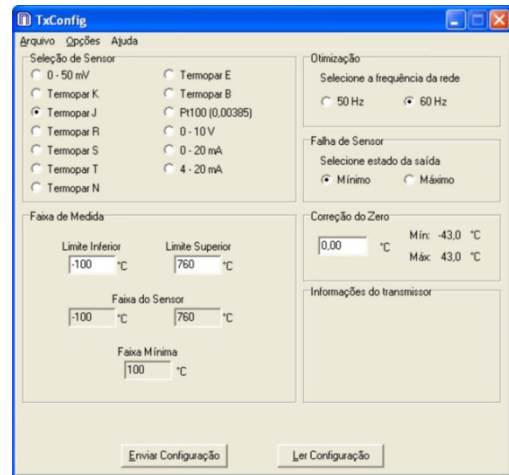 TxConfig
Arquivo Opções Ajuda
Seleção de Sensor
0 - 50 mV
Termopar K
Termopar J
Termopar R
Termopar S
Termopar T
Termopar N
Termopar E
Termopar B
Pt100 (0,00385)
0 - 10 V
0 - 20 mA
4 - 20 mA
Otimização
Selecione a frequência da rede
50 Hz 60 Hz
Falha de Sensor
Selecione estado da saída
Mínimo Máximo
Faixa de Medida
Limite Inferior Limite Superior
-100 °C 760 °C
Faixa do Sensor
-100 °C 760 °C
Faixa Mínima
100 °C
Correção do Zero
0,00 °C
Mín: -43,0 °C
Máx: 43,0 °C
Informações do transmissor
Enviar Configuração Ler Configuração